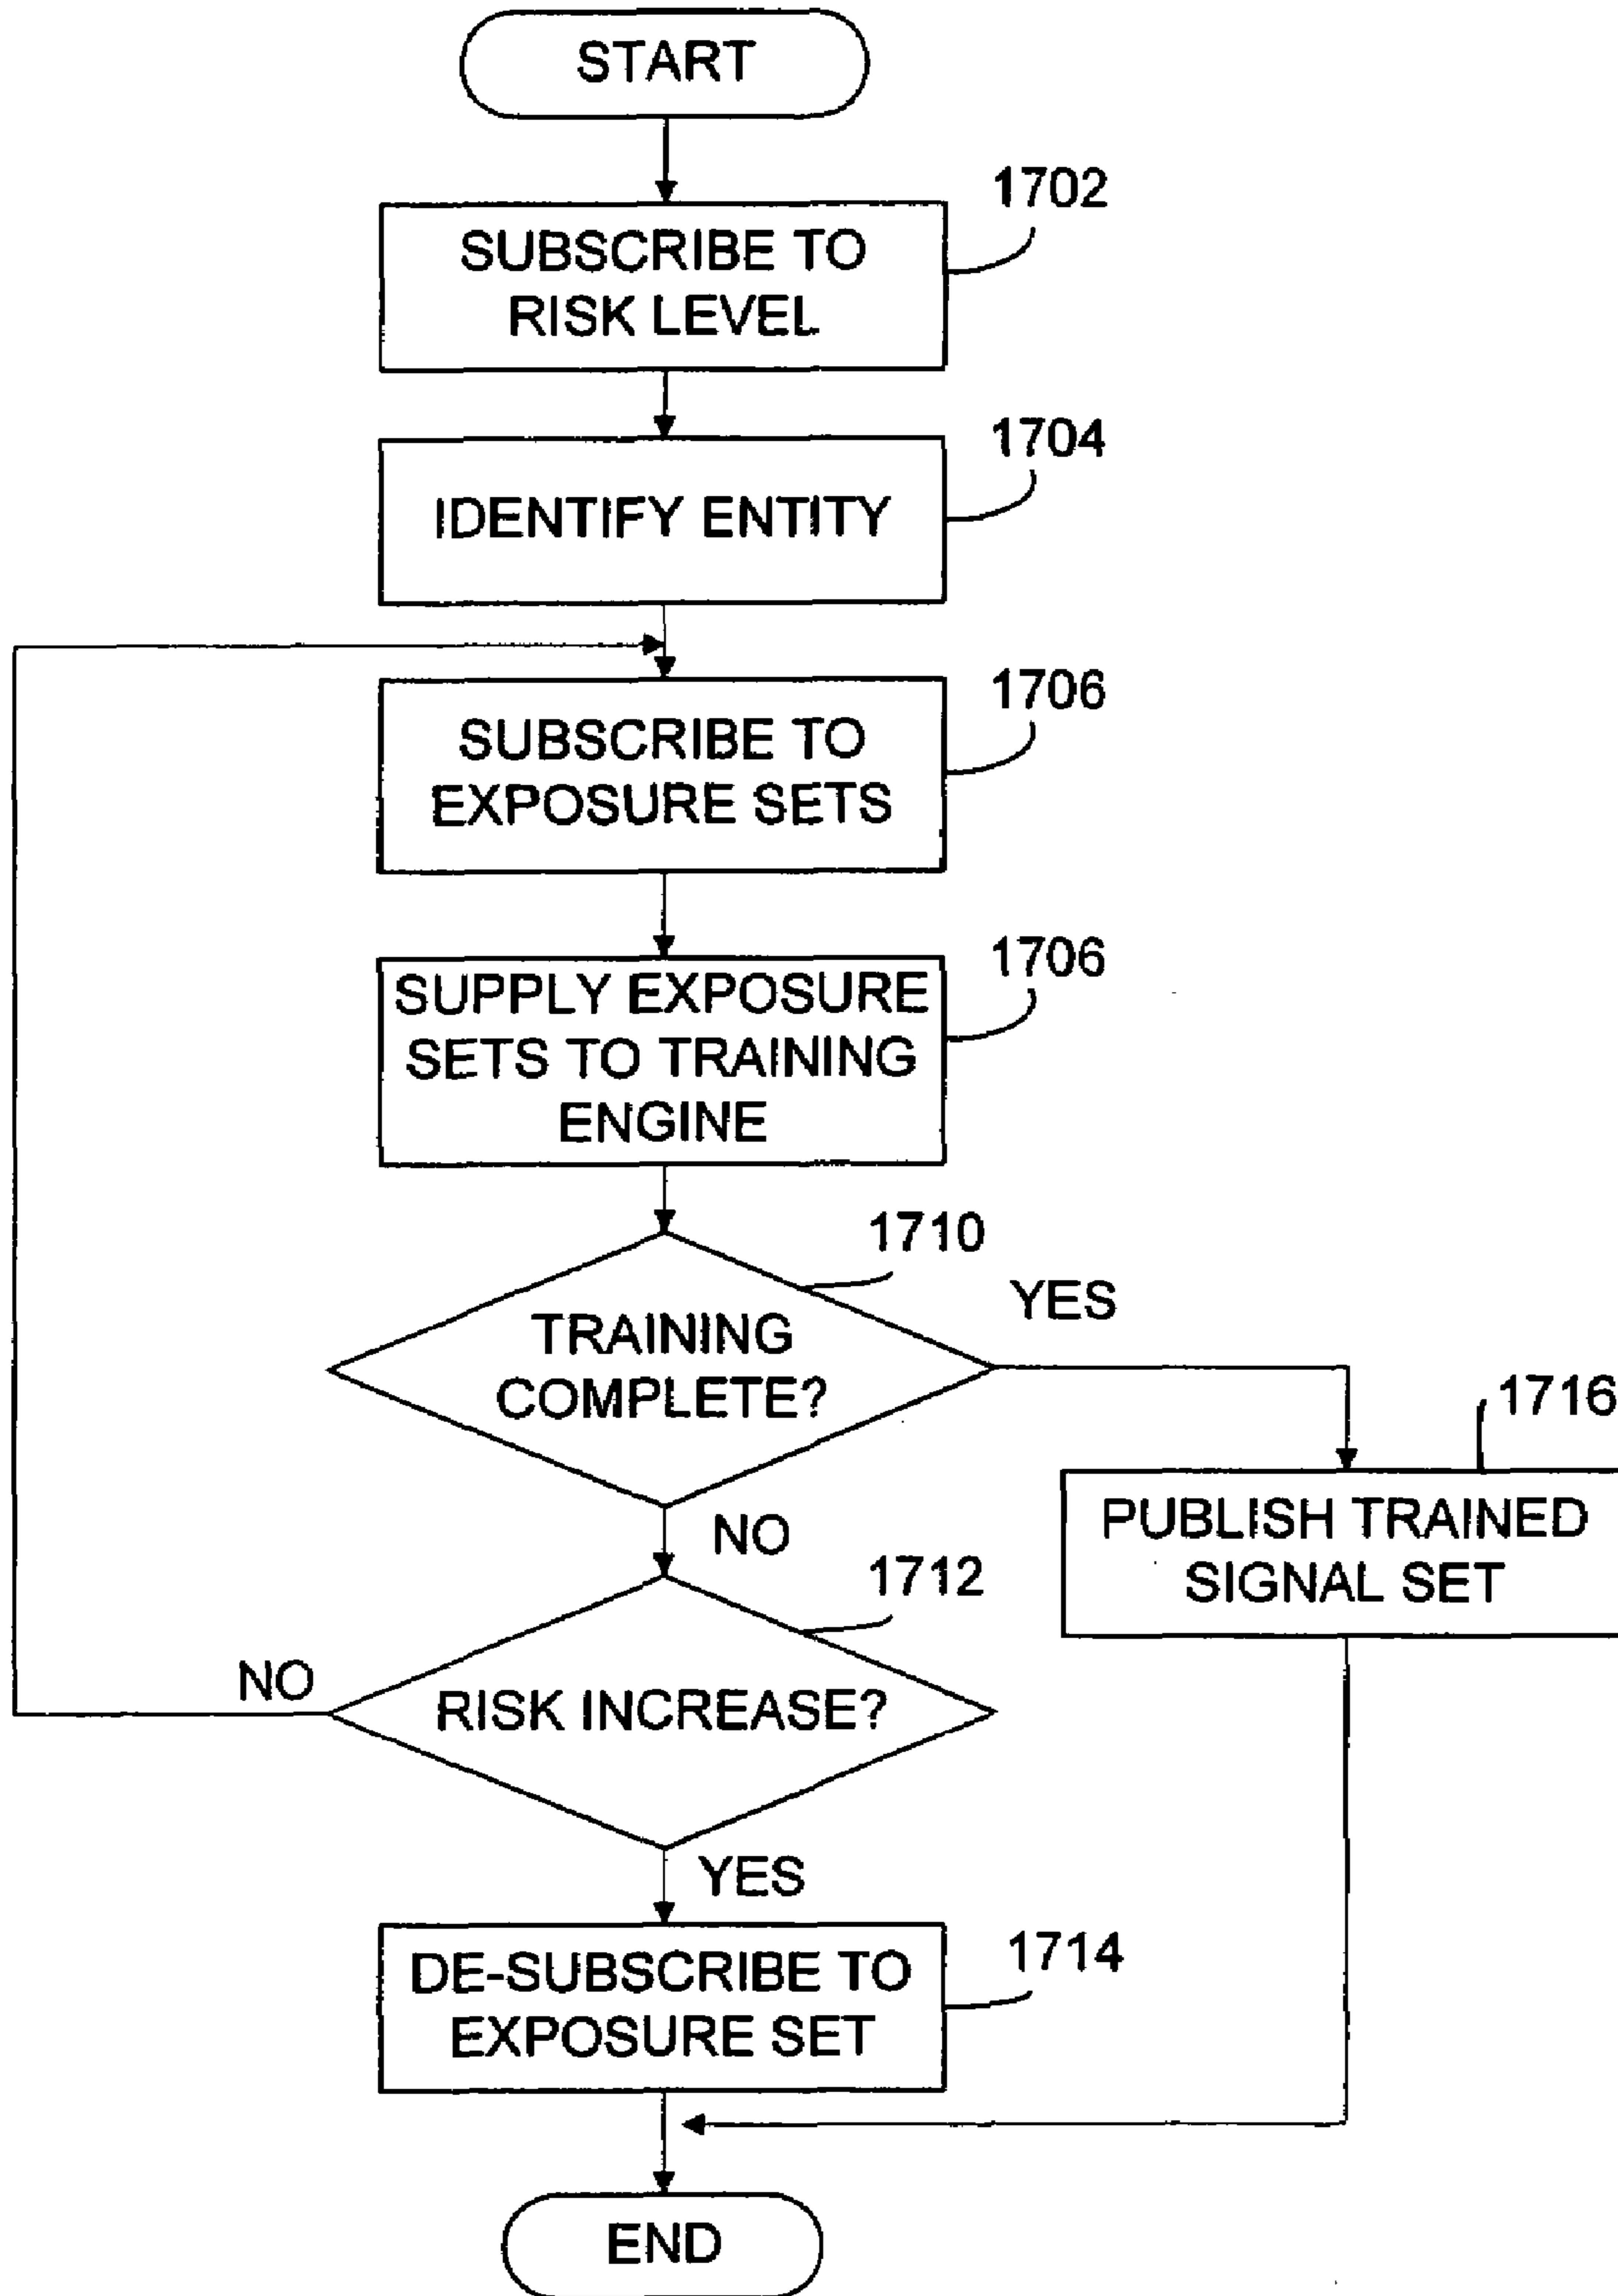 START
1702
SUBSCRIBE TO
RISK LEVEL
1704
IDENTIFY ENTITY
1706
SUBSCRIBE TO
EXPOSURE SETS
1706
SUPPLY EXPOSURE
SETS TO TRAINING
ENGINE
1710
YES
TRAINING
COMPLETE?
1716
PUBLISH TRAINED
SIGNAL SET
NO
1712
NO
RISK INCREASE?
YES
1714
DE-SUBSCRIBE TO
EXPOSURE SET
END